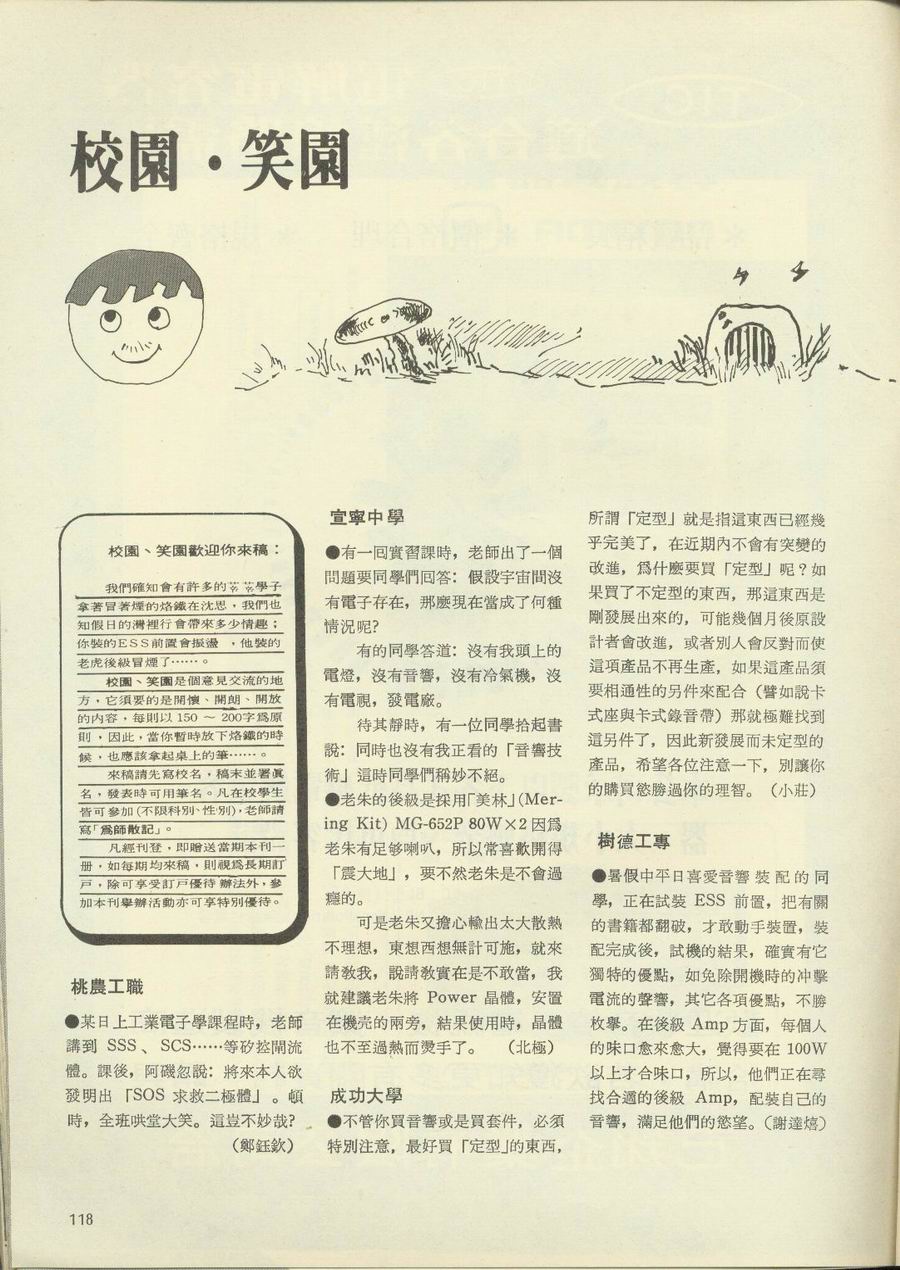 校園・笑園
校園、笑園歡迎你來稿：
我們確知會有許多的苶苶學子
拿著冒著煙的烙鐵在沈思，我們也
知假日的灣裡行會帶來多少情趣；
你裝的ESS前置會振盪，他裝的
老虎後級冒煙了……。
校園、笑園是個意見交流的地
方，它須要的是開懷、開朗、開放
的內容，每則以150～200字爲原
則，因此，當你暫時放下烙鐵的時
候，也應該拿起桌上的筆……。
來稿請先寫校名，稿末並署眞
名，發表時可用筆名。凡在校學生
皆可參加(不限科別、性別)，老師請
寫「爲師散記」。
凡經刊登，即贈送當期本刊一
册，如每期均來稿，則視爲長期訂
戶，除可享受訂戶優待辦法外，參
加本刊舉辦活動亦可享特別優待。
桃農工職
●某日上工業電子學課程時，老師
講到 SSS、SCS……等矽控閘流
體。課後，阿磯忽說：將來本人欲
發明出「SOS 求救二極體」。頓
時，全班哄堂大笑。這豈不妙哉？
（鄭鈺欽）
宣寧中學
●有一回實習課時，老師出了一個
問題要同學們回答：假設宇宙間沒
有電子存在，那麼現在當成了何種
情況呢？
有的同學答道：沒有我頭上的
電燈，沒有音響，沒有冷氣機，沒
有電視，發電廠。
待其靜時，有一位同學拾起書
說：同時也沒有我正看的「音響技
術」這時同學們稱妙不絕。
●老朱的後級是採用「美林」(Mer-
ing Kit) MG-652P 80W×2 因爲
老朱有足够喇叭，所以常喜歡開得
「震大地」，要不然老朱是不會過
癮的。
可是老朱又擔心輸出太大散熱
不理想，東想西想無計可施，就來
請敎我，說請敎實在是不敢當，我
就建議老朱將 Power 晶體，安置
在機壳的兩旁，結果使用時，晶體
也不至過熱而燙手了。（北極）
成功大學
●不管你買音響或是買套件，必須
特別注意，最好買「定型」的東西，
所謂「定型」就是指這東西已經幾
乎完美了，在近期內不會有突變的
改進，爲什麼要買「定型」呢？如
果買了不定型的東西，那這東西是
剛發展出來的，可能幾個月後原設
計者會改進，或者別人會反對而使
這項產品不再生產，如果這產品須
要相通性的另件來配合（譬如說卡
式座與卡式錄音帶）那就極難找到
這另件了，因此新發展而未定型的
產品，希望各位注意一下，別讓你
的購買慾勝過你的理智。（小莊）
樹德工專
●暑假中平日喜愛音響裝配的同
學，正在試裝 ESS 前置，把有關
的書籍都翻破，才敢動手裝置，裝
配完成後，試機的結果，確實有它
獨特的優點，如免除開機時的冲擊
電流的聲響，其它各項優點，不勝
枚舉。在後級 Amp 方面，每個人
的味口愈來愈大，覺得要在 100W
以上才合味口，所以，他們正在尋
找合適的後級 Amp，配裝自己的
音響，滿足他們的慾望。（謝達熺）
118